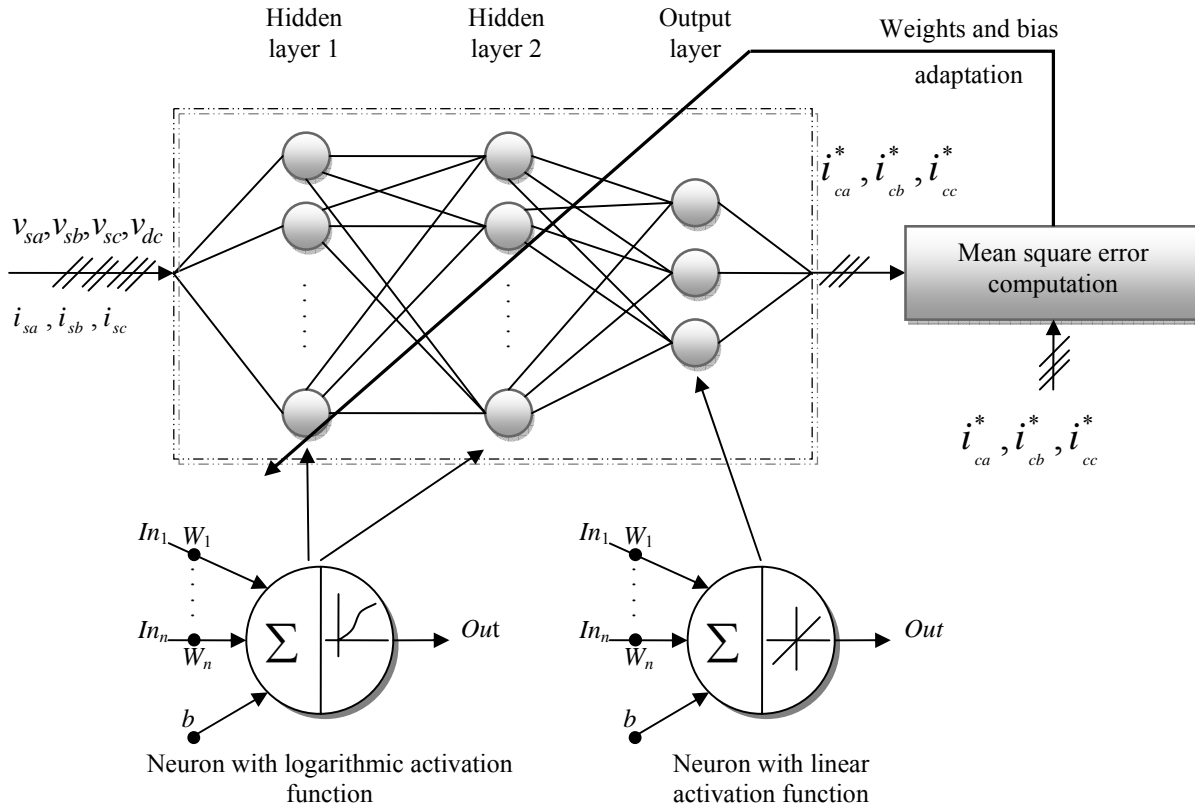 Hidden
layer 1
Hidden
layer 2
Output
layer
Weights and bias
adaptation
v_sa,v_sb,v_sc,v_dc
i_sa , i_sb , i_sc
i*_ca , i*_cb , i*_cc
Mean square error
computation
i*_ca , i*_cb , i*_cc
In_1
W_1
In_n
W_n
b
Σ
Out
Neuron with logarithmic activation
function
In_1
W_1
In_n
W_n
b
Σ
Out
Neuron with linear
activation function